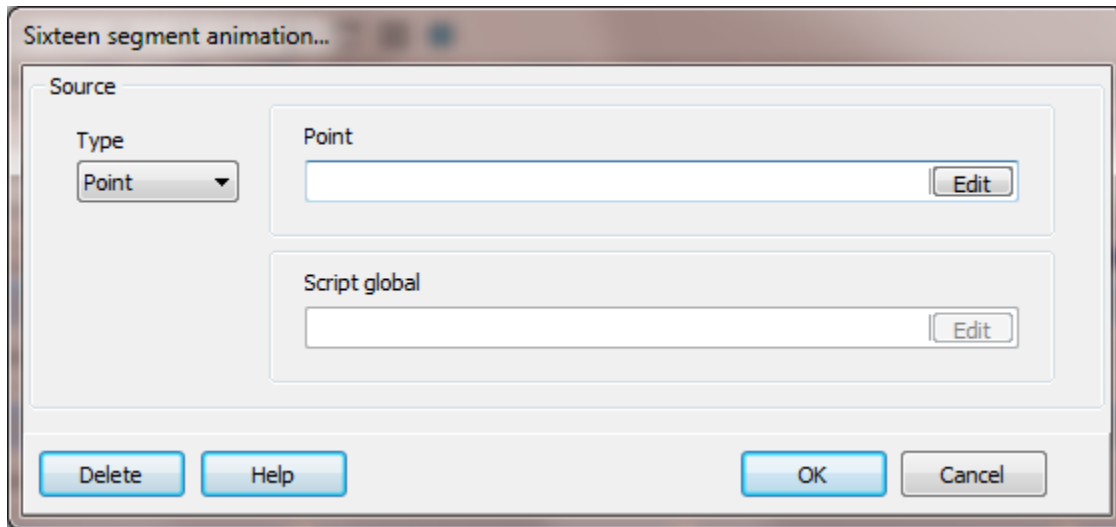 Sixteen segment animation...
Source
Type
Point
Point
Edit
Script global
Edit
Delete
Help
OK
Cancel